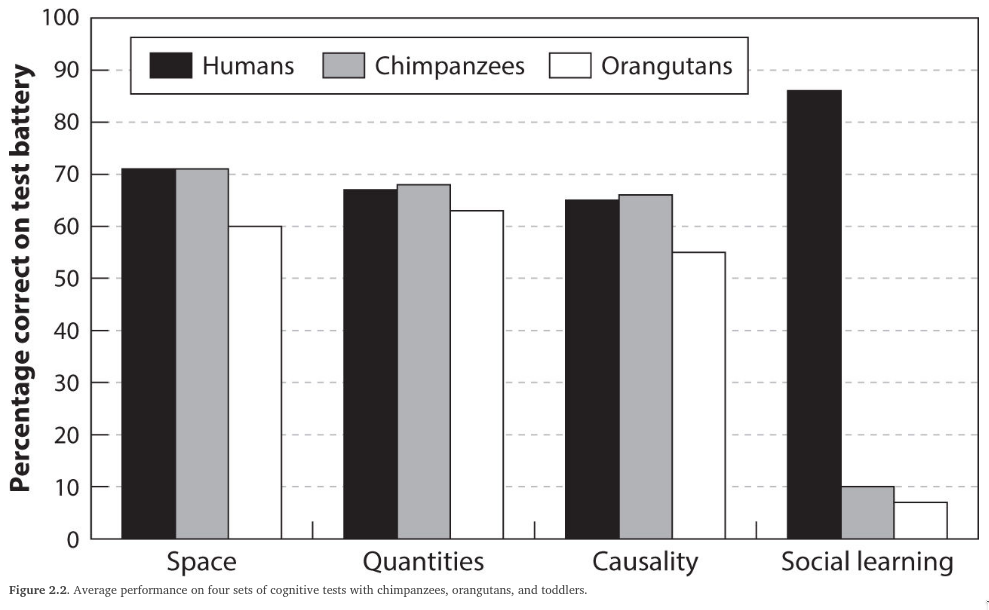 Percentage correct on test battery
100
90
80
70
60
50
40
30
20
10
0
Humans Chimpanzees Orangutans
Space Quantities Causality Social learning
Figure 2.2. Average performance on four sets of cognitive tests with chimpanzees, orangutans, and toddlers.